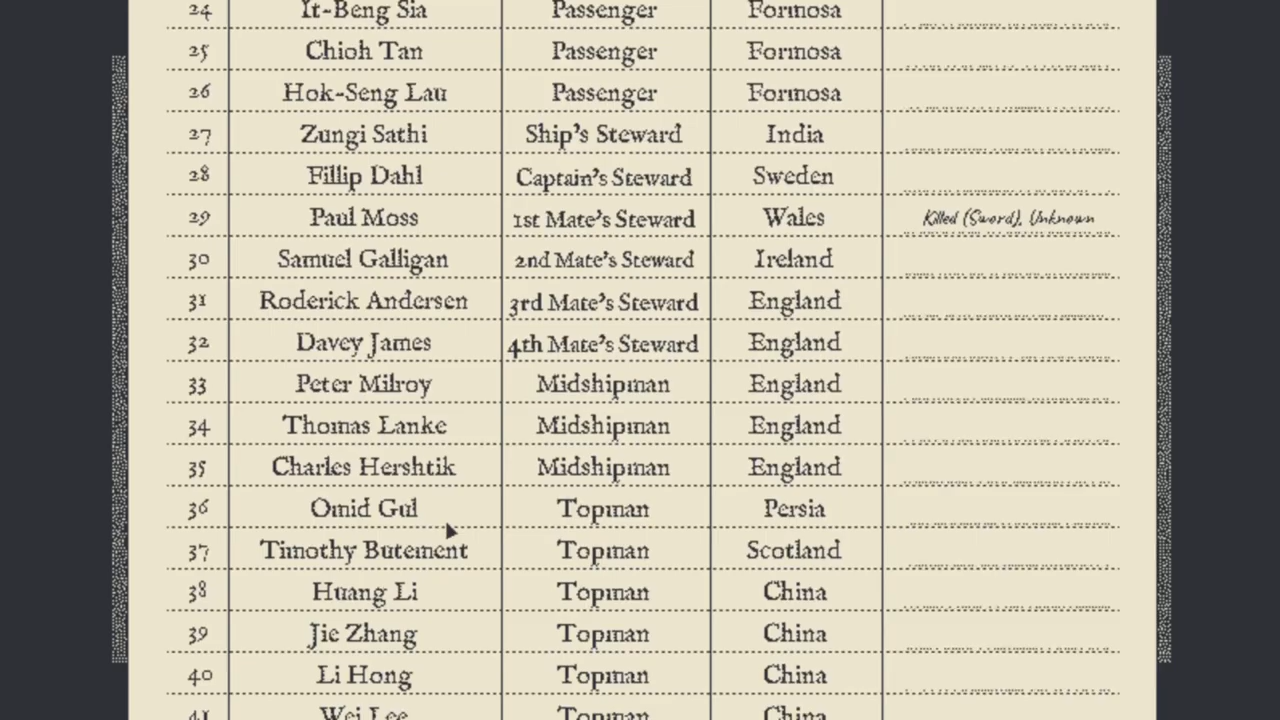 24 It-Beng Sia Passenger Formosa
25 Chioh Tan Passenger Formosa
26 Hok-Seng Lau Passenger Formosa
27 Zungi Sathi Ship's Steward India
28 Fillip Dahl Captain's Steward Sweden
29 Paul Moss 1st Mate's Steward Wales Killed (Sword), Unknown
30 Samuel Galligan 2nd Mate's Steward Ireland
31 Roderick Andersen 3rd Mate's Steward England
32 Davey James 4th Mate's Steward England
33 Peter Milroy Midshipman England
34 Thomas Lanke Midshipman England
35 Charles Hershtik Midshipman England
36 Omid Gul Topman Persia
37 Timothy Butement Topman Scotland
38 Huang Li Topman China
39 Jie Zhang Topman China
40 Li Hong Topman China
41 Wei Lee Topman China